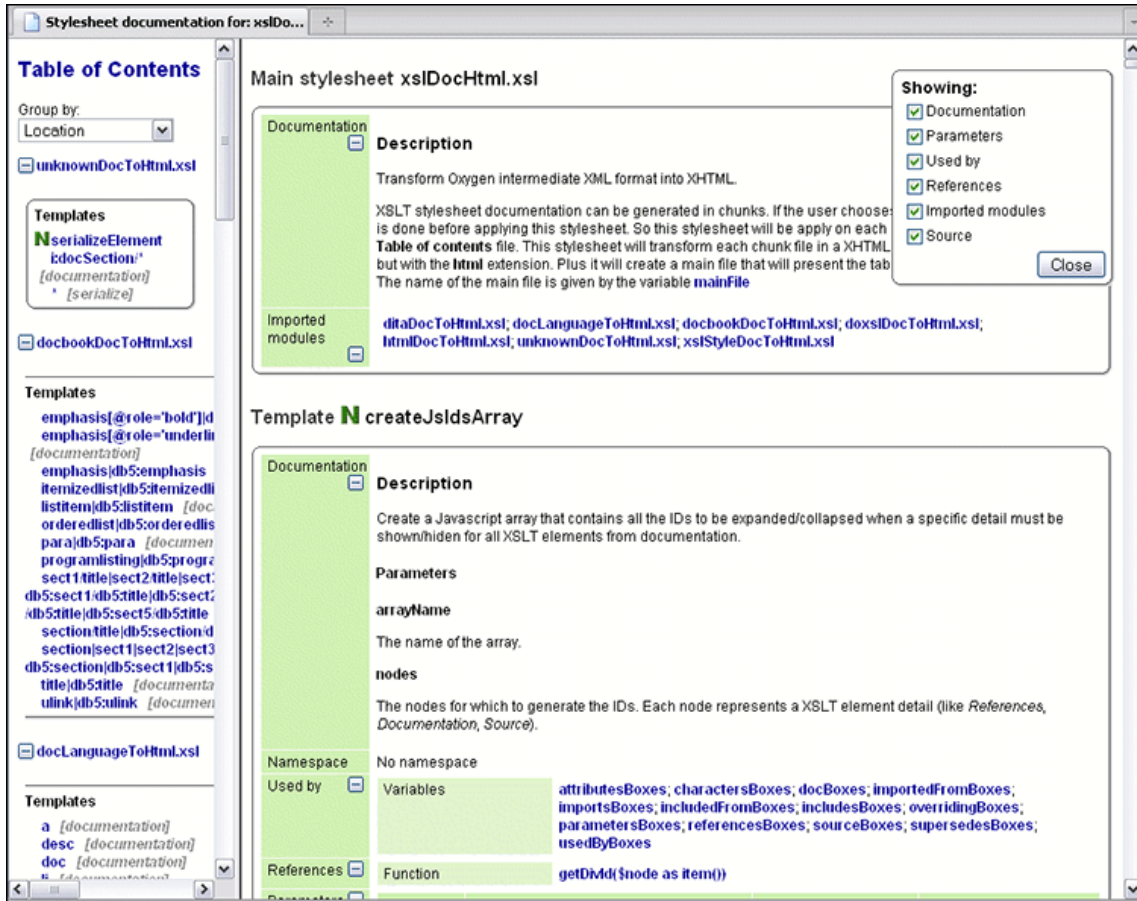 Stylesheet documentation for: xslDo...
Table of Contents
Group by:
Location
unknownDocToHtml.xsl
Templates
N serializeElement
i:docSection/*
[documentation]
* [serialize]
docbookDocToHtml.xsl
Templates
emphasis[@role='bold']|d
emphasis[@role='underlin
[documentation]
emphasis|db5:emphasis
itemizedlist|db5:itemizedli
listitem|db5:listitem [doc
orderedlist|db5:orderedlis
para|db5:para [documen
programlisting|db5:progra
sect1/title|sect2/title|sect3
db5:sect1/db5:title|db5:sect2
/db5:title|db5:sect5/db5:title
section/title|db5:section/d
section|sect1|sect2|sect3
db5:section|db5:sect1|db5:s
title|db5:title [documenta
ulink|db5:ulink [documen
docLanguageToHtml.xsl
Templates
a [documentation]
desc [documentation]
doc [documentation]
Main stylesheet xslDocHtml.xsl
Documentation
Description
Transform Oxygen intermediate XML format into XHTML.
XSLT stylesheet documentation can be generated in chunks. If the user chooses
is done before applying this stylesheet. So this stylesheet will be apply on each
Table of contents file. This stylesheet will transform each chunk file in a XHTML
but with the html extension. Plus it will create a main file that will present the tab
The name of the main file is given by the variable mainFile
Imported
modules
ditaDocToHtml.xsl; docLanguageToHtml.xsl; docbookDocToHtml.xsl; doxslDocToHtml.xsl;
htmlDocToHtml.xsl; unknownDocToHtml.xsl; xslStyleDocToHtml.xsl
Showing:
Documentation
Parameters
Used by
References
Imported modules
Source
Close
Template N createJsIdsArray
Documentation
Description
Create a Javascript array that contains all the IDs to be expanded/collapsed when a specific detail must be
shown/hiden for all XSLT elements from documentation.
Parameters
arrayName
The name of the array.
nodes
The nodes for which to generate the IDs. Each node represents a XSLT element detail (like References,
Documentation, Source).
Namespace No namespace
Used by Variables
attributesBoxes; charactersBoxes; docBoxes; importedFromBoxes;
importsBoxes; includedFromBoxes; includesBoxes; overridingBoxes;
parametersBoxes; referencesBoxes; sourceBoxes; supersedesBoxes;
usedByBoxes
References Function getDivId($node as item())